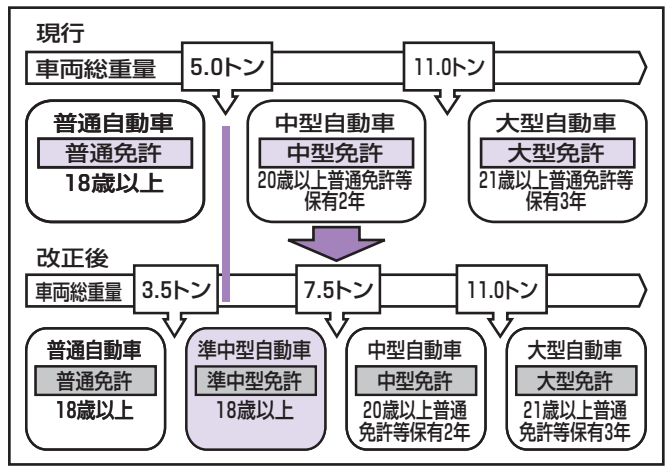 現行
車両総重量 5.0トン 11.0トン
普通自動車
普通免許
18歳以上
中型自動車
中型免許
20歳以上普通免許等
保有2年
大型自動車
大型免許
21歳以上普通免許等
保有3年
改正後
車両総重量 3.5トン 7.5トン 11.0トン
普通自動車
普通免許
18歳以上
準中型自動車
準中型免許
18歳以上
中型自動車
中型免許
20歳以上普通
免許等保有2年
大型自動車
大型免許
21歳以上普通
免許等保有3年